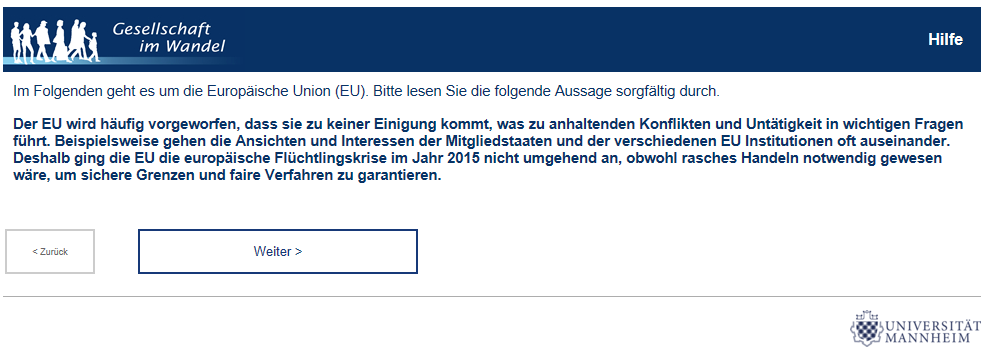 Gesellschaft
im Wandel
Hilfe
Im Folgenden geht es um die Europäische Union (EU). Bitte lesen Sie die folgende Aussage sorgfältig durch.
Der EU wird häufig vorgeworfen, dass sie zu keiner Einigung kommt, was zu anhaltenden Konflikten und Untätigkeit in wichtigen Fragen
führt. Beispielsweise gehen die Ansichten und Interessen der Mitgliedstaaten und der verschiedenen EU Institutionen oft auseinander.
Deshalb ging die EU die europäische Flüchtlingskrise im Jahr 2015 nicht umgehend an, obwohl rasches Handeln notwendig gewesen
wäre, um sichere Grenzen und faire Verfahren zu garantieren.
< Zurück
Weiter >
UNIVERSITÄT
MANNHEIM